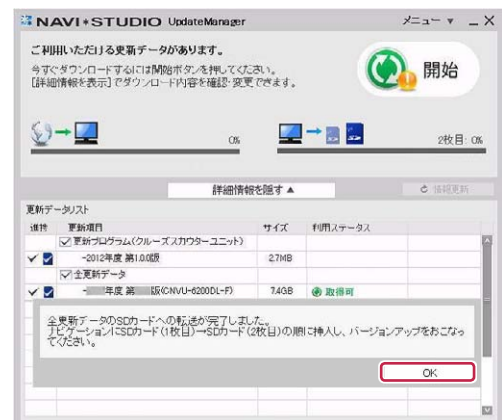 NAVI*STUDIO UpdateManager
メニュー ▼ _ X
ご利用いただける更新データがあります。
今すぐダウンロードするには開始ボタンを押してください。
[詳細情報を表示]でダウンロード内容を確認・変更できます。
開始
0%
2枚目: 0%
詳細情報を隠す ▲
情報更新
更新データリスト
進捗 更新項目 サイズ 利用ステータス
更新プログラム(クルーズスカウターユニット)
-2012年度 第1.0.0版 2.7MB
全更新データ
- 年度 第 版(CNVU-6200DL-F) 7.4GB 取得可
全更新データのSDカードへの転送が完了しました。
ナビゲーションにSDカード(1枚目)→SDカード(2枚目)の順に挿入し、バージョンアップをおこなってください。
OK